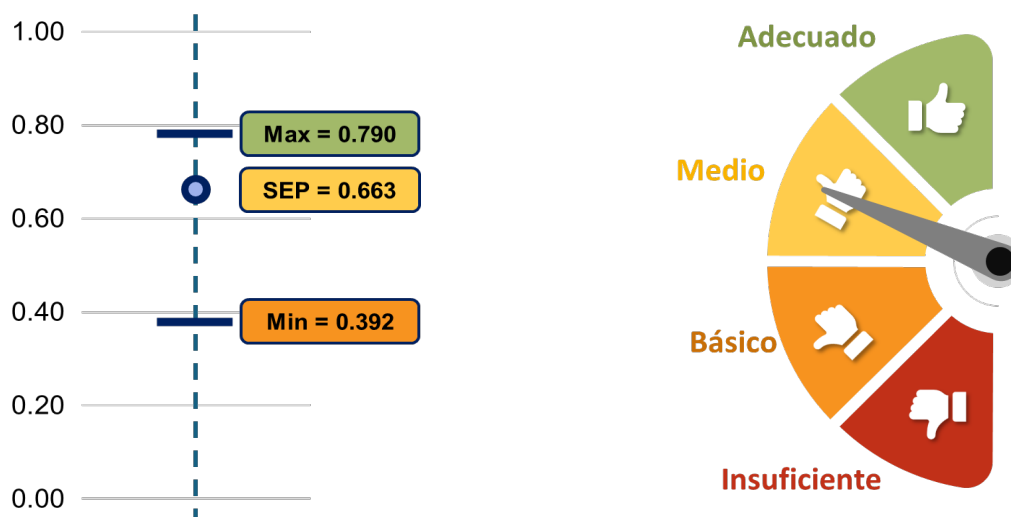 1.00
0.80
0.60
0.40
0.20
0.00
Max = 0.790
SEP = 0.663
Min = 0.392
Adecuado
Medio
Básico
Insuficiente